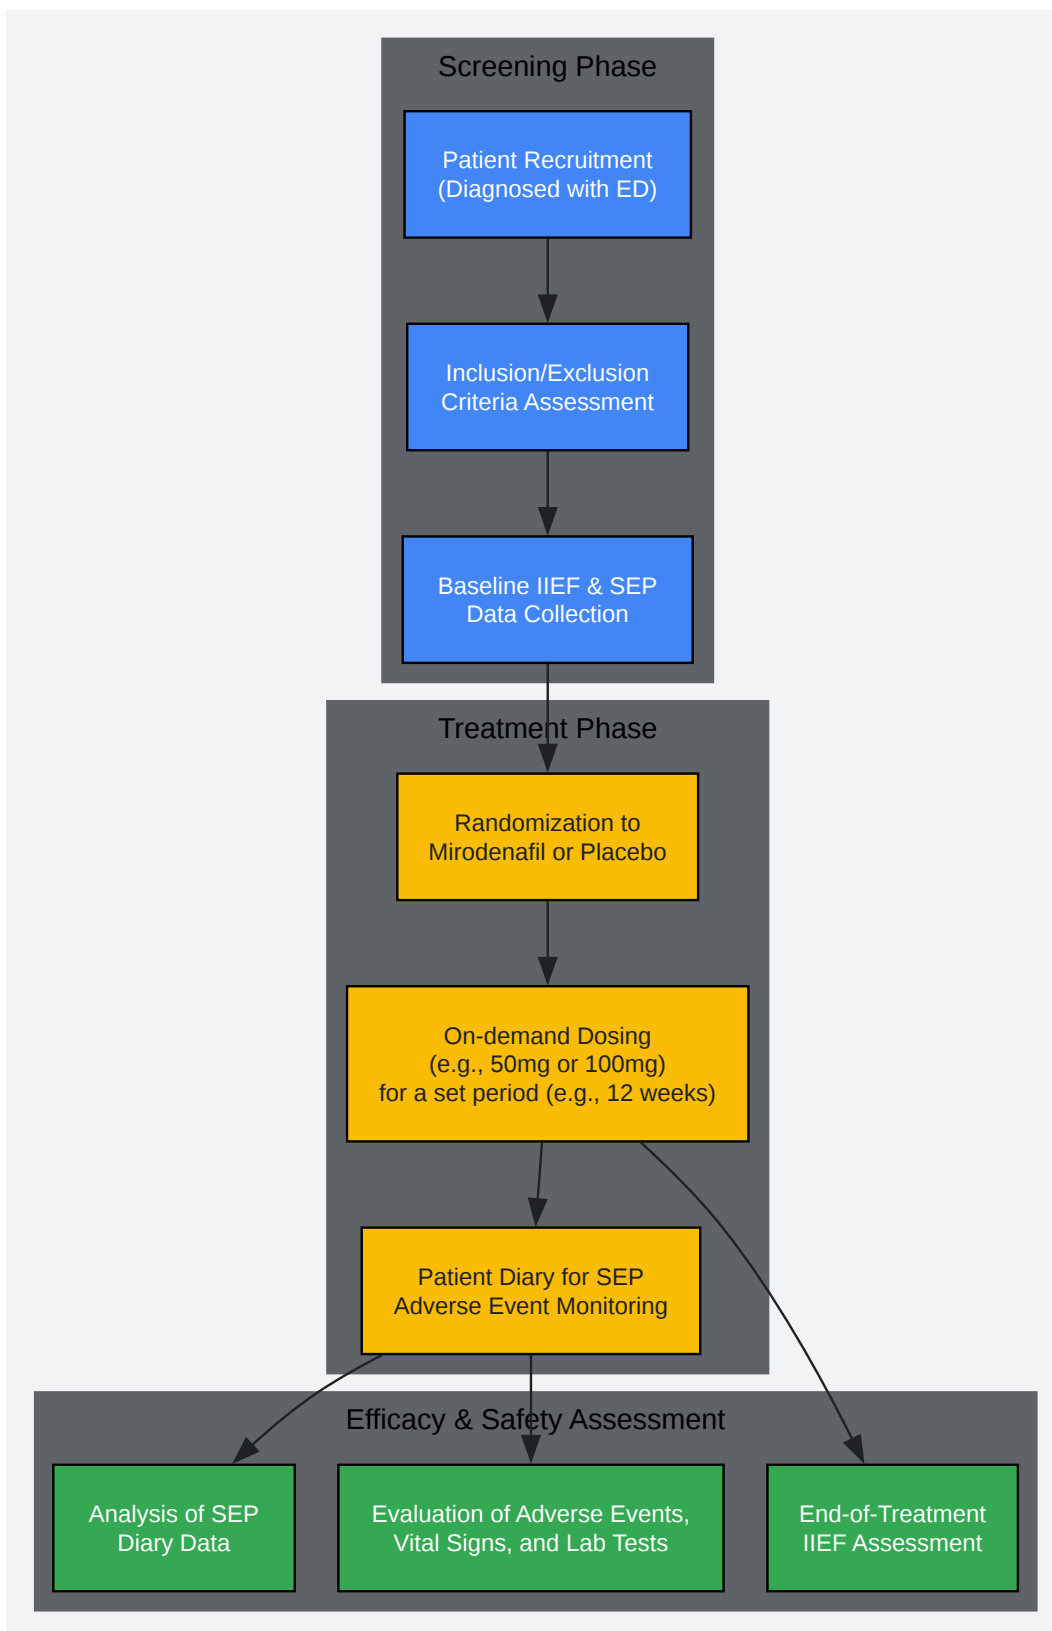 Screening Phase
Patient Recruitment
(Diagnosed with ED)
Inclusion/Exclusion
Criteria Assessment
Baseline IIEF & SEP
Data Collection
Treatment Phase
Randomization to
Mirodenafil or Placebo
On-demand Dosing
(e.g., 50mg or 100mg)
for a set period (e.g., 12 weeks)
Patient Diary for SEP
Adverse Event Monitoring
Efficacy & Safety Assessment
Analysis of SEP
Diary Data
Evaluation of Adverse Events,
Vital Signs, and Lab Tests
End-of-Treatment
IIEF Assessment